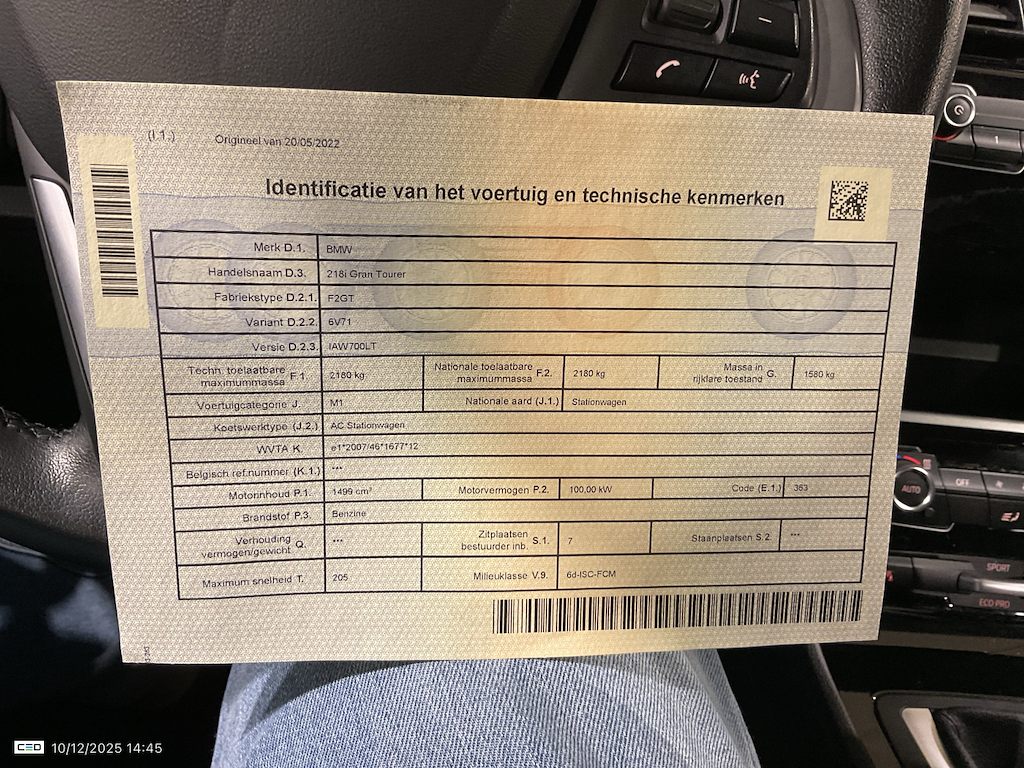 (I 1.)
Origineel van 20/05/2022
Identificatie van het voertuig en technische kenmerken
Merk D.1. BMW
Handelsnaam D.3. 218i Gran Tourer
Fabriekstype D.2.1. F2GT
Variant D.2.2. 6V71
Versie D.2.3. IAW700LT
Techn. toelaatbare maximummassa F.1. 2180 kg Nationale toelaatbare maximummassa F.2. 2180 kg Massa in rijklare toestand G. 1580 kg
Voertuigcategorie J. M1 Nationale aard (J.1.) Stationwagen
Koetswerktype (J.2.) AC Stationwagen
WVTA K. e1*2007/46*1677*12
Belgisch ref.nummer (K.1.) ***
Motorinhoud P.1. 1499 cm³ Motorvermogen P.2. 100,00 kW Code (E.1.) 363
Brandstof P.3. Benzine
Verhouding vermogen/gewicht Q. *** Zitplaatsen bestuurder inb. S.1. 7 Staanplaatsen S.2. ***
Maximum snelheid T. 205 Milieuklasse V.9. 6d-ISC-FCM
1
AUTO
OFF
SPORT
ECO PRO
CEO 10/12/2025 14:45